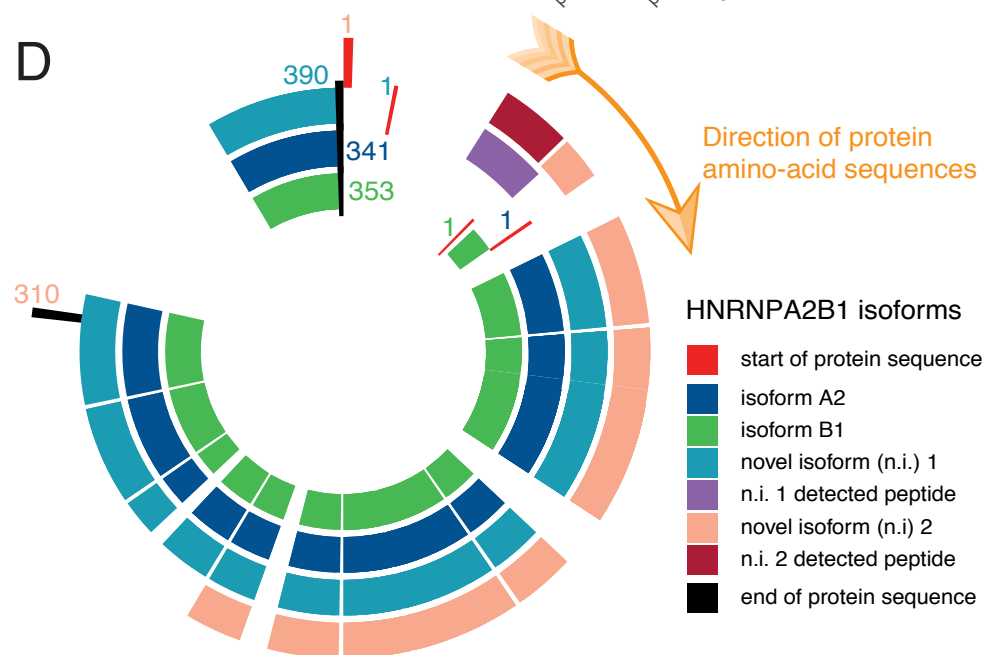 D
1
390
1
341
353
Direction of protein
amino-acid sequences
1
1
310
HNRNPA2B1 isoforms
start of protein sequence
isoform A2
isoform B1
novel isoform (n.i.) 1
n.i. 1 detected peptide
novel isoform (n.i) 2
n.i. 2 detected peptide
end of protein sequence